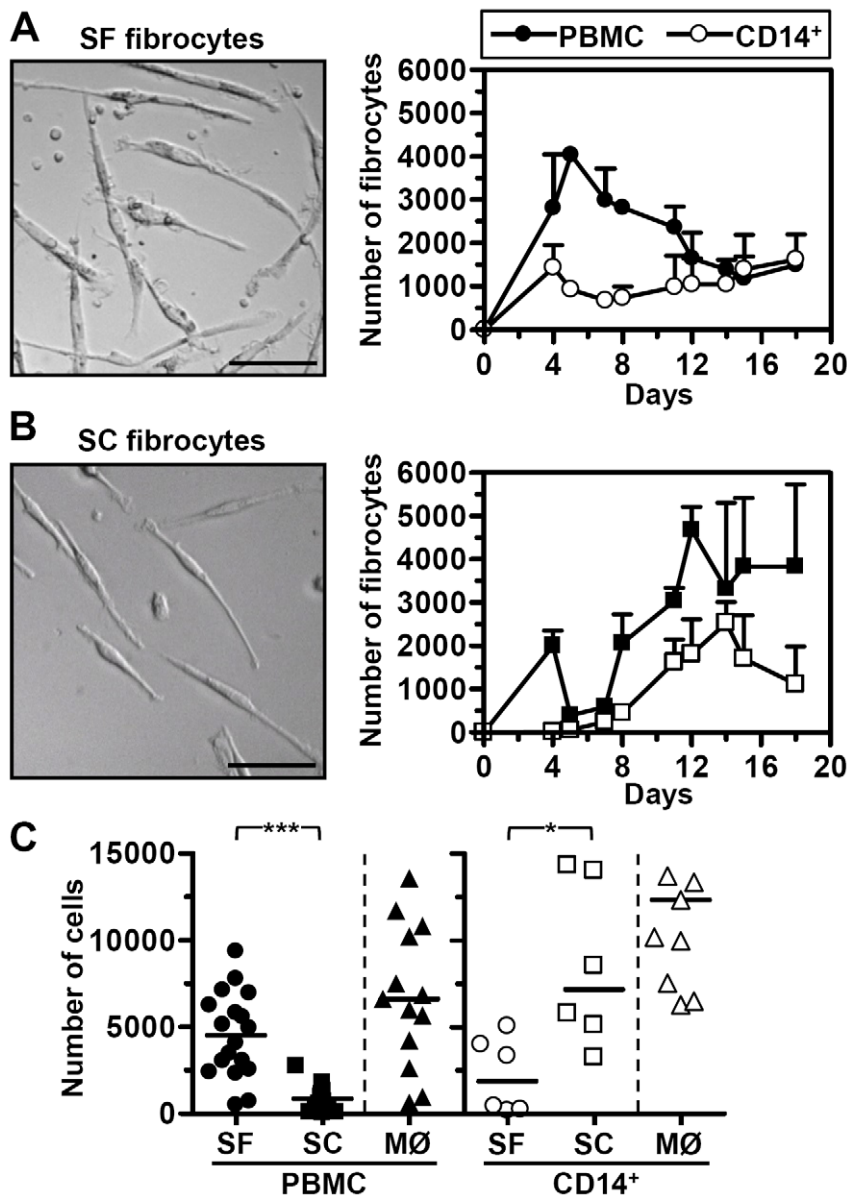 A
SF fibrocytes
PBMC CD14+
Number of fibrocytes
6000
5000
4000
3000
2000
1000
0
0 4 8 12 16 20
Days
B
SC fibrocytes
Number of fibrocytes
6000
5000
4000
3000
2000
1000
0
0 4 8 12 16 20
Days
C
*** *
Number of cells
15000
10000
5000
0
SF SC MØ SF SC MØ
PBMC CD14+